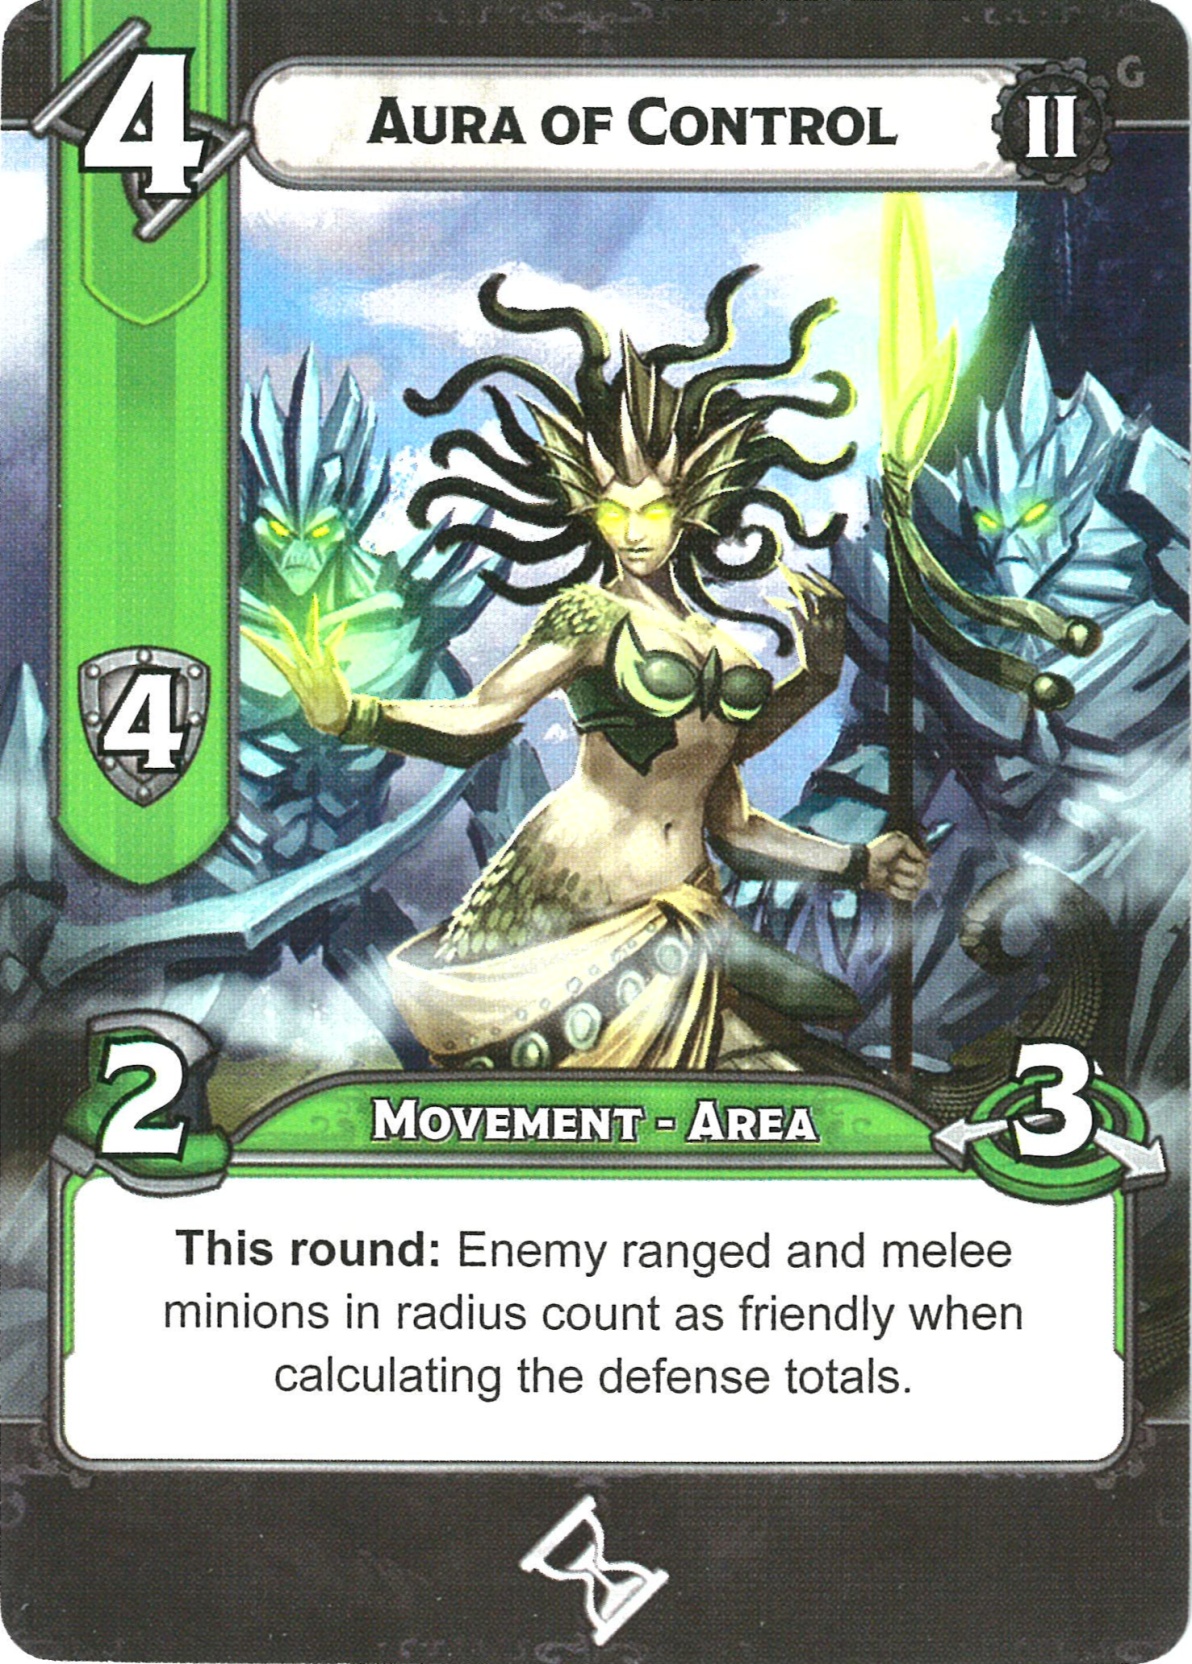 4
AURA OF CONTROL
II
G
4
2
MOVEMENT - AREA
3
This round: Enemy ranged and melee
minions in radius count as friendly when
calculating the defense totals.